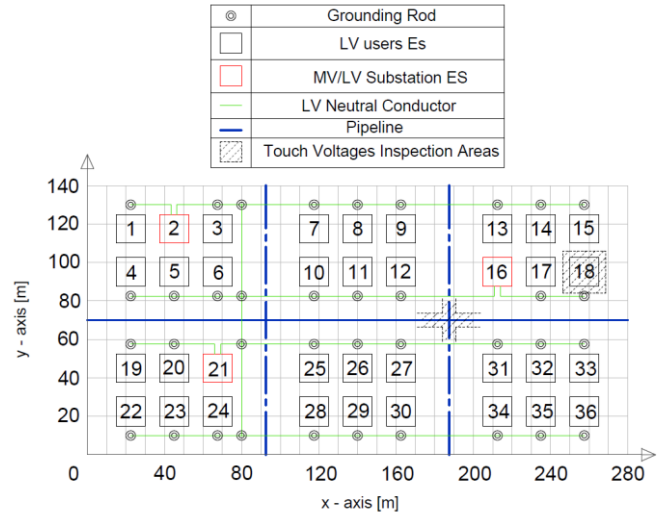 Grounding Rod
LV users Es
MV/LV Substation ES
LV Neutral Conductor
Pipeline
Touch Voltages Inspection Areas
140
120
100
80
60
40
20
y - axis [m]
1 2 3 7 8 9 13 14 15
4 5 6 10 11 12 16 17 18
19 20 21 25 26 27 31 32 33
22 23 24 28 29 30 34 35 36
0 0 40 80 120 160 200 240 280
x - axis [m]